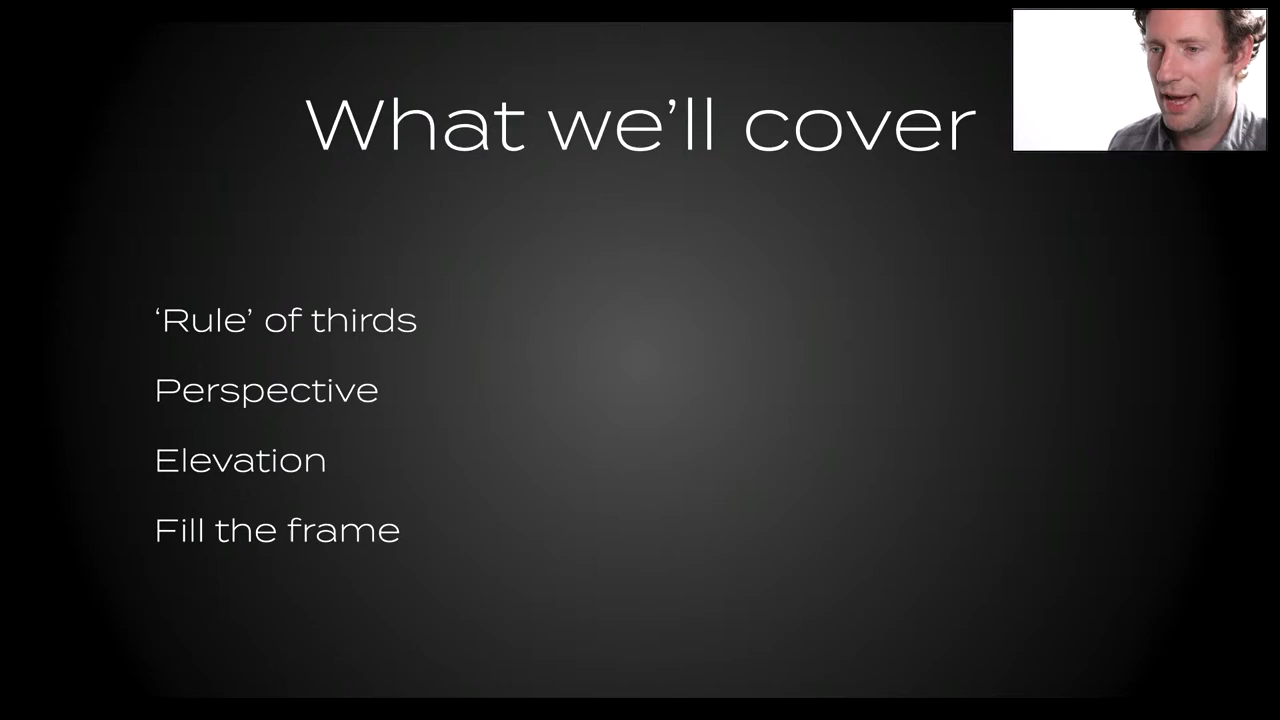 What we’ll cover
‘Rule’ of thirds
Perspective
Elevation
Fill the frame